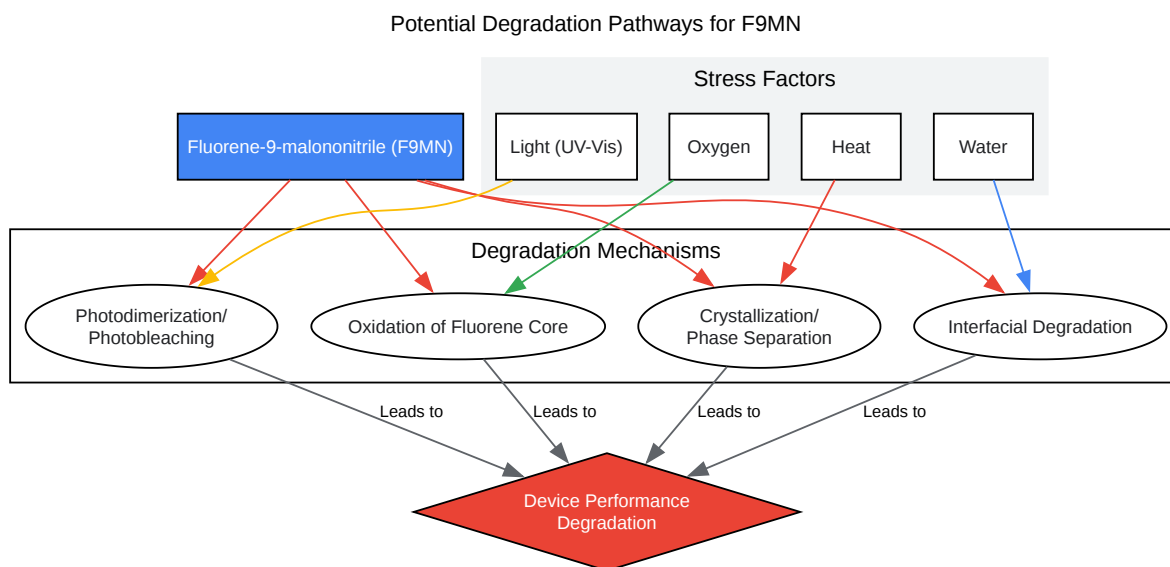 Potential Degradation Pathways for F9MN
Stress Factors
Fluorene-9-malononitrile (F9MN)
Light (UV-Vis)
Oxygen
Heat
Water
Degradation Mechanisms
Photodimerization/
Photobleaching
Oxidation of Fluorene Core
Crystallization/
Phase Separation
Interfacial Degradation
Leads to
Leads to
Leads to
Leads to
Device Performance
Degradation